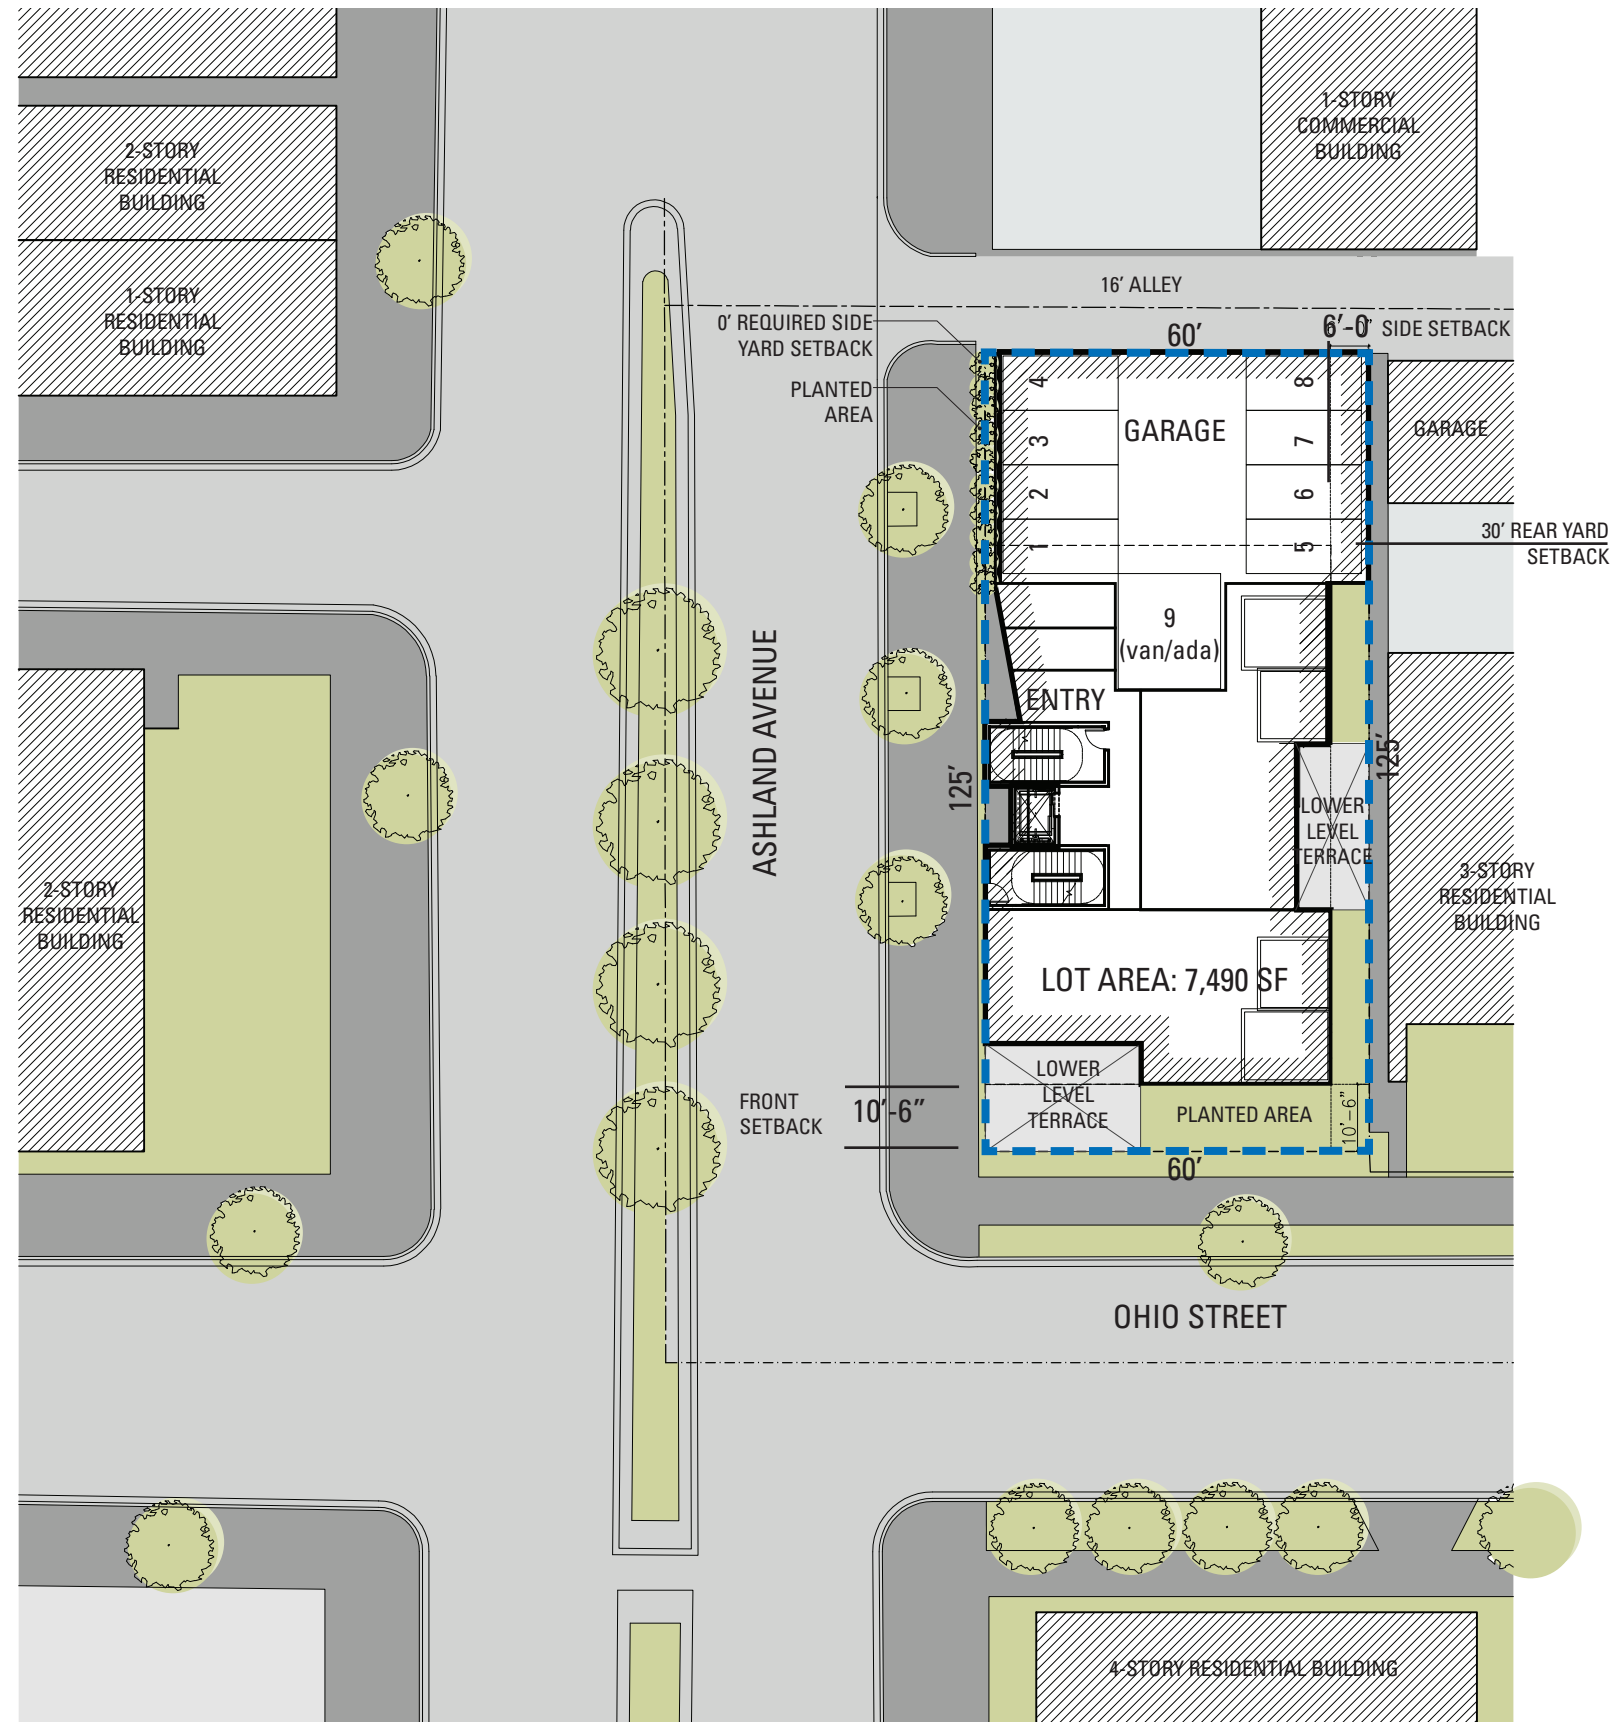 1-STORY
COMMERCIAL
BUILDING
2-STORY
RESIDENTIAL
BUILDING
1-STORY
RESIDENTIAL
BUILDING
16′ ALLEY
0′ REQUIRED SIDE
YARD SETBACK
60′
6′-0″ SIDE SETBACK
PLANTED
AREA
4
3
2
1
GARAGE
8
7
6
5
GARAGE
30′ REAR YARD
SETBACK
9
(van/ada)
ENTRY
ASHLAND AVENUE
125′
125′
LOWER
LEVEL
TERRACE
2-STORY
RESIDENTIAL
BUILDING
3-STORY
RESIDENTIAL
BUILDING
LOT AREA: 7,490 SF
FRONT
SETBACK
10′-6″
LOWER
LEVEL
TERRACE
PLANTED AREA
10′-6″
60′
OHIO STREET
4-STORY RESIDENTIAL BUILDING